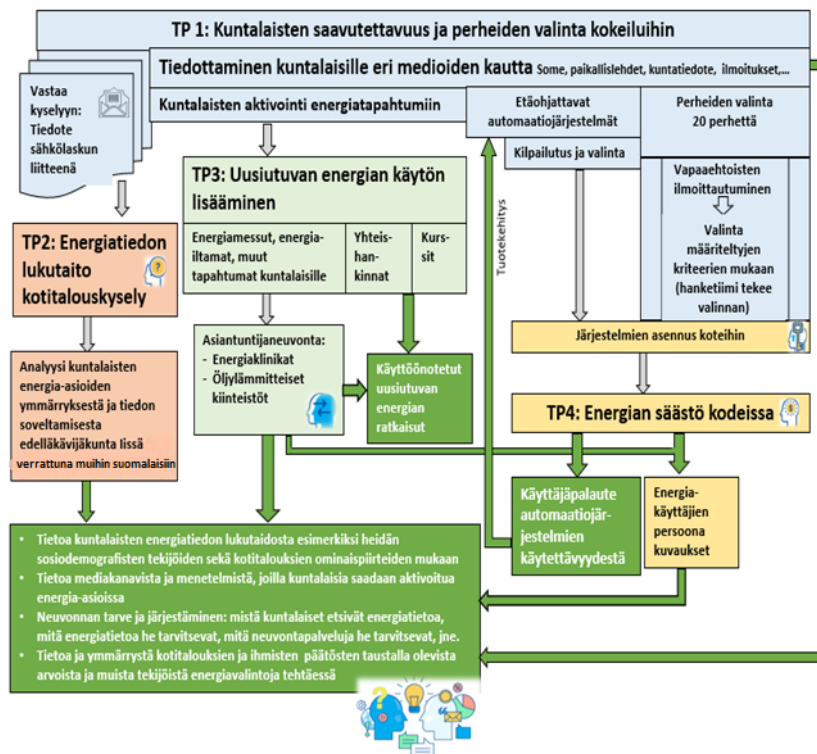 TP 1: Kuntalaisten saavutettavuus ja perheiden valinta kokeiluihin
Tiedottaminen kuntalaisille eri medioiden kautta Some, paikallislehdet, kuntatiedote, ilmoitukset,...
Vastaa
kyselyyn:
Tiedote
sähkölaskun
liitteenä
Kuntalaisten aktivointi energiatapahtumiin
Etäohjattavat
automaatiojärjestelmät
Kilpailutus ja valinta
Perheiden valinta
20 perhettä
Vapaaehtoisten
ilmoittautuminen
Valinta
määriteltyjen
kriteerien mukaan
(hanketiimi tekee
valinnan)
TP2: Energiatiedon
lukutaito
kotitalouskysely
TP3: Uusiutuvan energian käytön
lisääminen
Energiamessut, energia-
iltamat, muut
tapahtumat kuntalaisille
Yhteis-
han-
kinnat
Kurs-
sit
Tuotekehitys
Järjestelmien asennus koteihin
Analyysi kuntalaisten
energia-asioiden
ymmärryksestä ja tiedon
soveltamisesta
edelläkävijäkunta Iissä
verrattuna muihin suomalaisiin
Asiantuntijaneuvonta:
- Energiaklinikat
- Öljylämmitteiset
kiinteistöt
Käyttöönotetut
uusiutuvan
energian
ratkaisut
TP4: Energian säästö kodeissa
Käyttäjäpalaute
automaatiojär-
jestelmien
käytettävyydestä
Energia-
käyttäjien
persoona
kuvaukset
• Tietoa kuntalaisten energiatiedon lukutaidosta esimerkiksi heidän
sosiodemografisten tekijöiden sekä kotitalouksien ominaispiirteiden mukaan
• Tietoa mediakanavista ja menetelmistä, joilla kuntalaisia saadaan aktivoitua
energia-asioissa
• Neuvonnan tarve ja järjestäminen: mistä kuntalaiset etsivät energiatietoa,
mitä energiatietoa he tarvitsevat, mitä neuvontapalveluja he tarvitsevat, jne.
• Tietoa ja ymmärrystä kotitalouksien ja ihmisten päätösten taustalla olevista
arvoista ja muista tekijöistä energiavalintoja tehtäessä